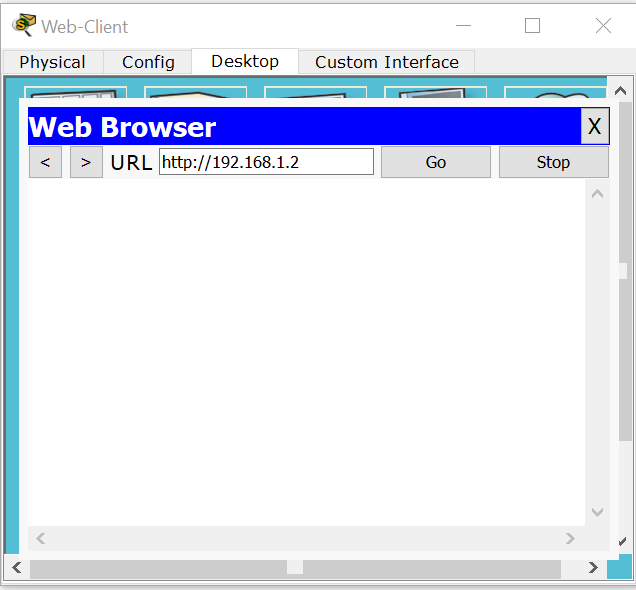 Web-Client
Physical Config Desktop Custom Interface
Web Browser X
< > URL http://192.168.1.2 Go Stop